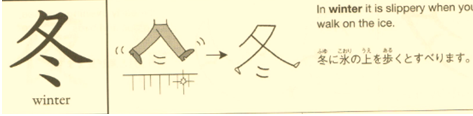 冬
winter
冬
In winter it is slippery when you
walk on the ice.
ふゆ こおり うえ ある
冬に氷の上を歩くとすべります。